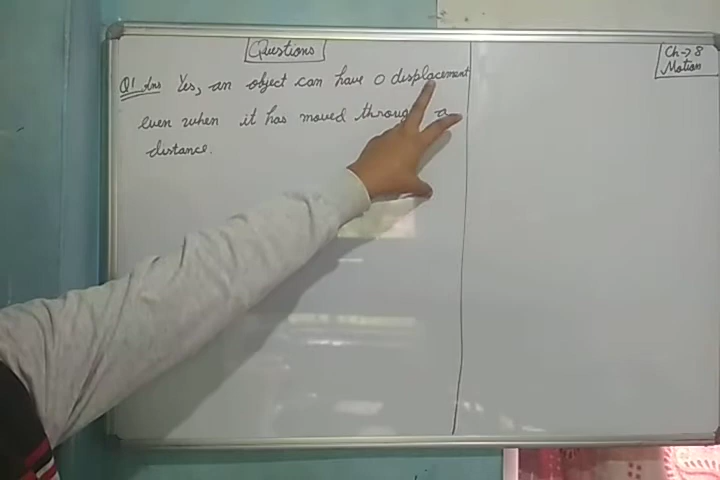 Questions
Ch→8
Motion
Q1 Ans Yes, an object can have 0 displacement
even when it has moved through a
distance.